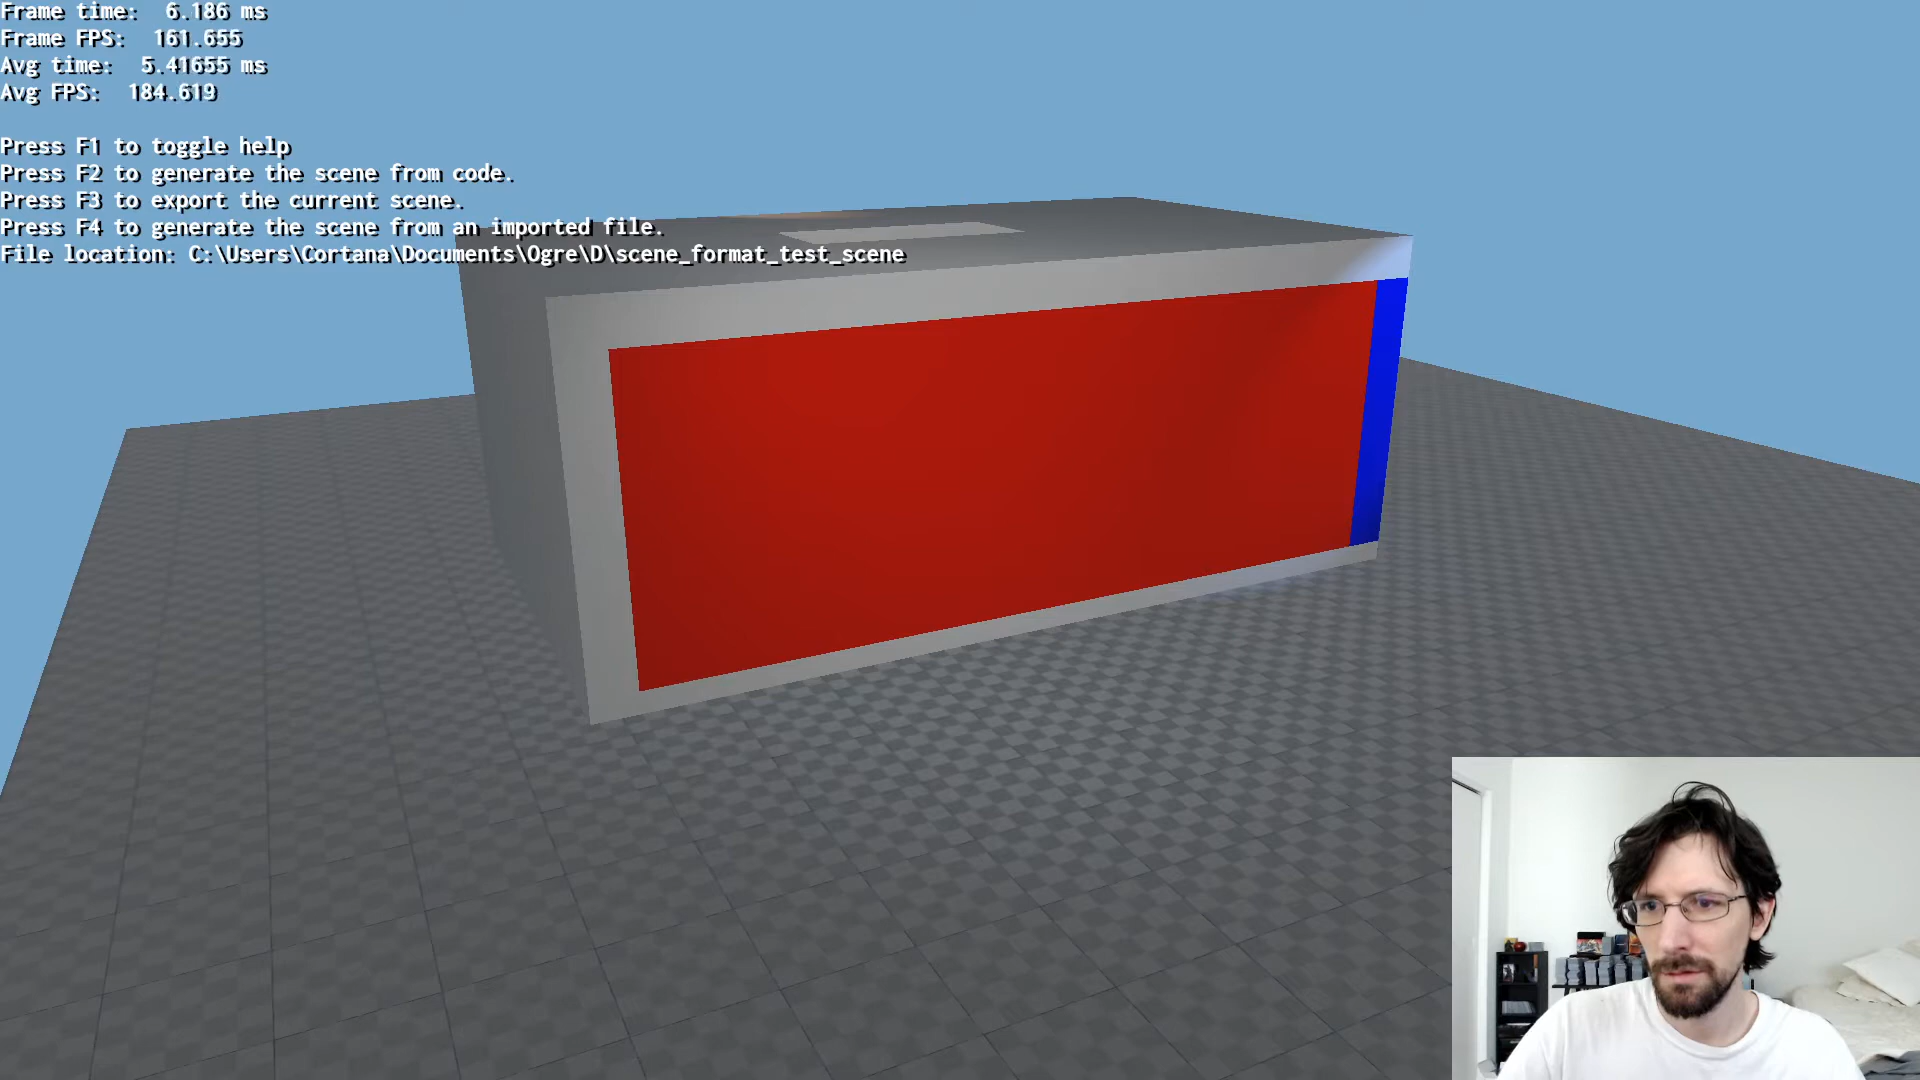 Frame time:  6.186 ms
Frame FPS:  161.655
Avg time:  5.41655 ms
Avg FPS:  184.619
Press F1 to toggle help
Press F2 to generate the scene from code.
Press F3 to export the current scene.
Press F4 to generate the scene from an imported file.
File location: C:\Users\Cortana\Documents\Ogre\D\scene_format_test_scene